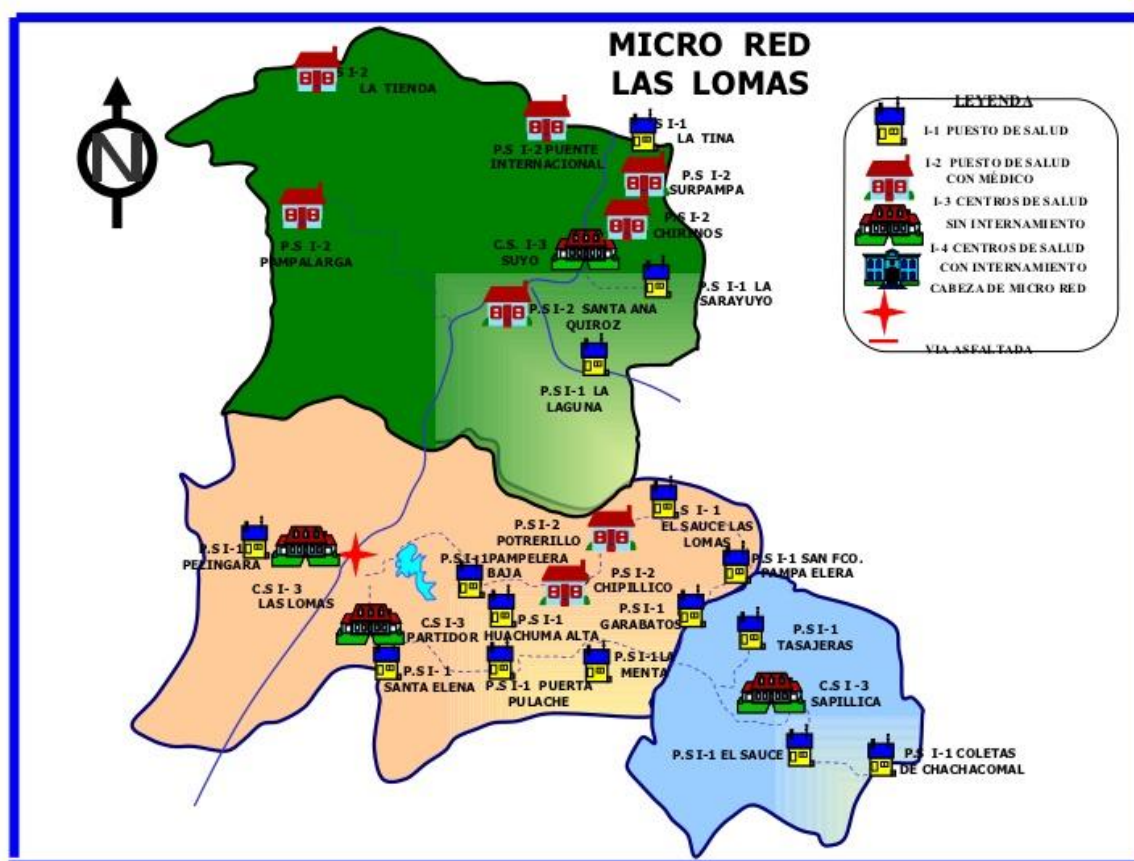 MICRO RED
LAS LOMAS
N
LEYENDA
I-1 PUESTO DE SALUD
I-2 PUESTO DE SALUD
CON MÉDICO
I-3 CENTROS DE SALUD
SIN INTERNAMIENTO
I-4 CENTROS DE SALUD
CON INTERNAMIENTO
CABEZA DE MICRO RED
VIA ASFALTADA
S I-2
LA TIENDA
P.S I-2 PUENTE
INTERNACIONAL
S I-1
LA TINA
P.S I-2
SURPAMPA
P.S I-2
CHIRINOS
P.S I-2
PAMPALARGA
C.S. I-3
SUYO
P.S I-1 LA
SARAYUYO
P.S I-2 SANTA ANA
QUIROZ
P.S I-1 LA
LAGUNA
S I-1
EL SAUCE LAS
LOMAS
P.S I-2
POTRERILLO
P.S I-1
PELINGARA
C.S I-3
LAS LOMAS
P.S I-1 PAMPELERA
BAJA
P.S I-2
CHIPILLICO
P.S I-1 SAN FCO.
PAMPA ELERA
C.S I-3
PARTIDOR
P.S I-1
HUACHUMA ALTA
P.S I-1
GARABATOS
P.S I-1
TASAJERAS
P.S I-1
SANTA ELENA
P.S I-1 PUERTA
PULACHE
P.S I-1 LA
MENTA
C.S I-3
SAPILLICA
P.S I-1 EL SAUCE
P.S I-1 COLETAS
DE CHACHACOMAL